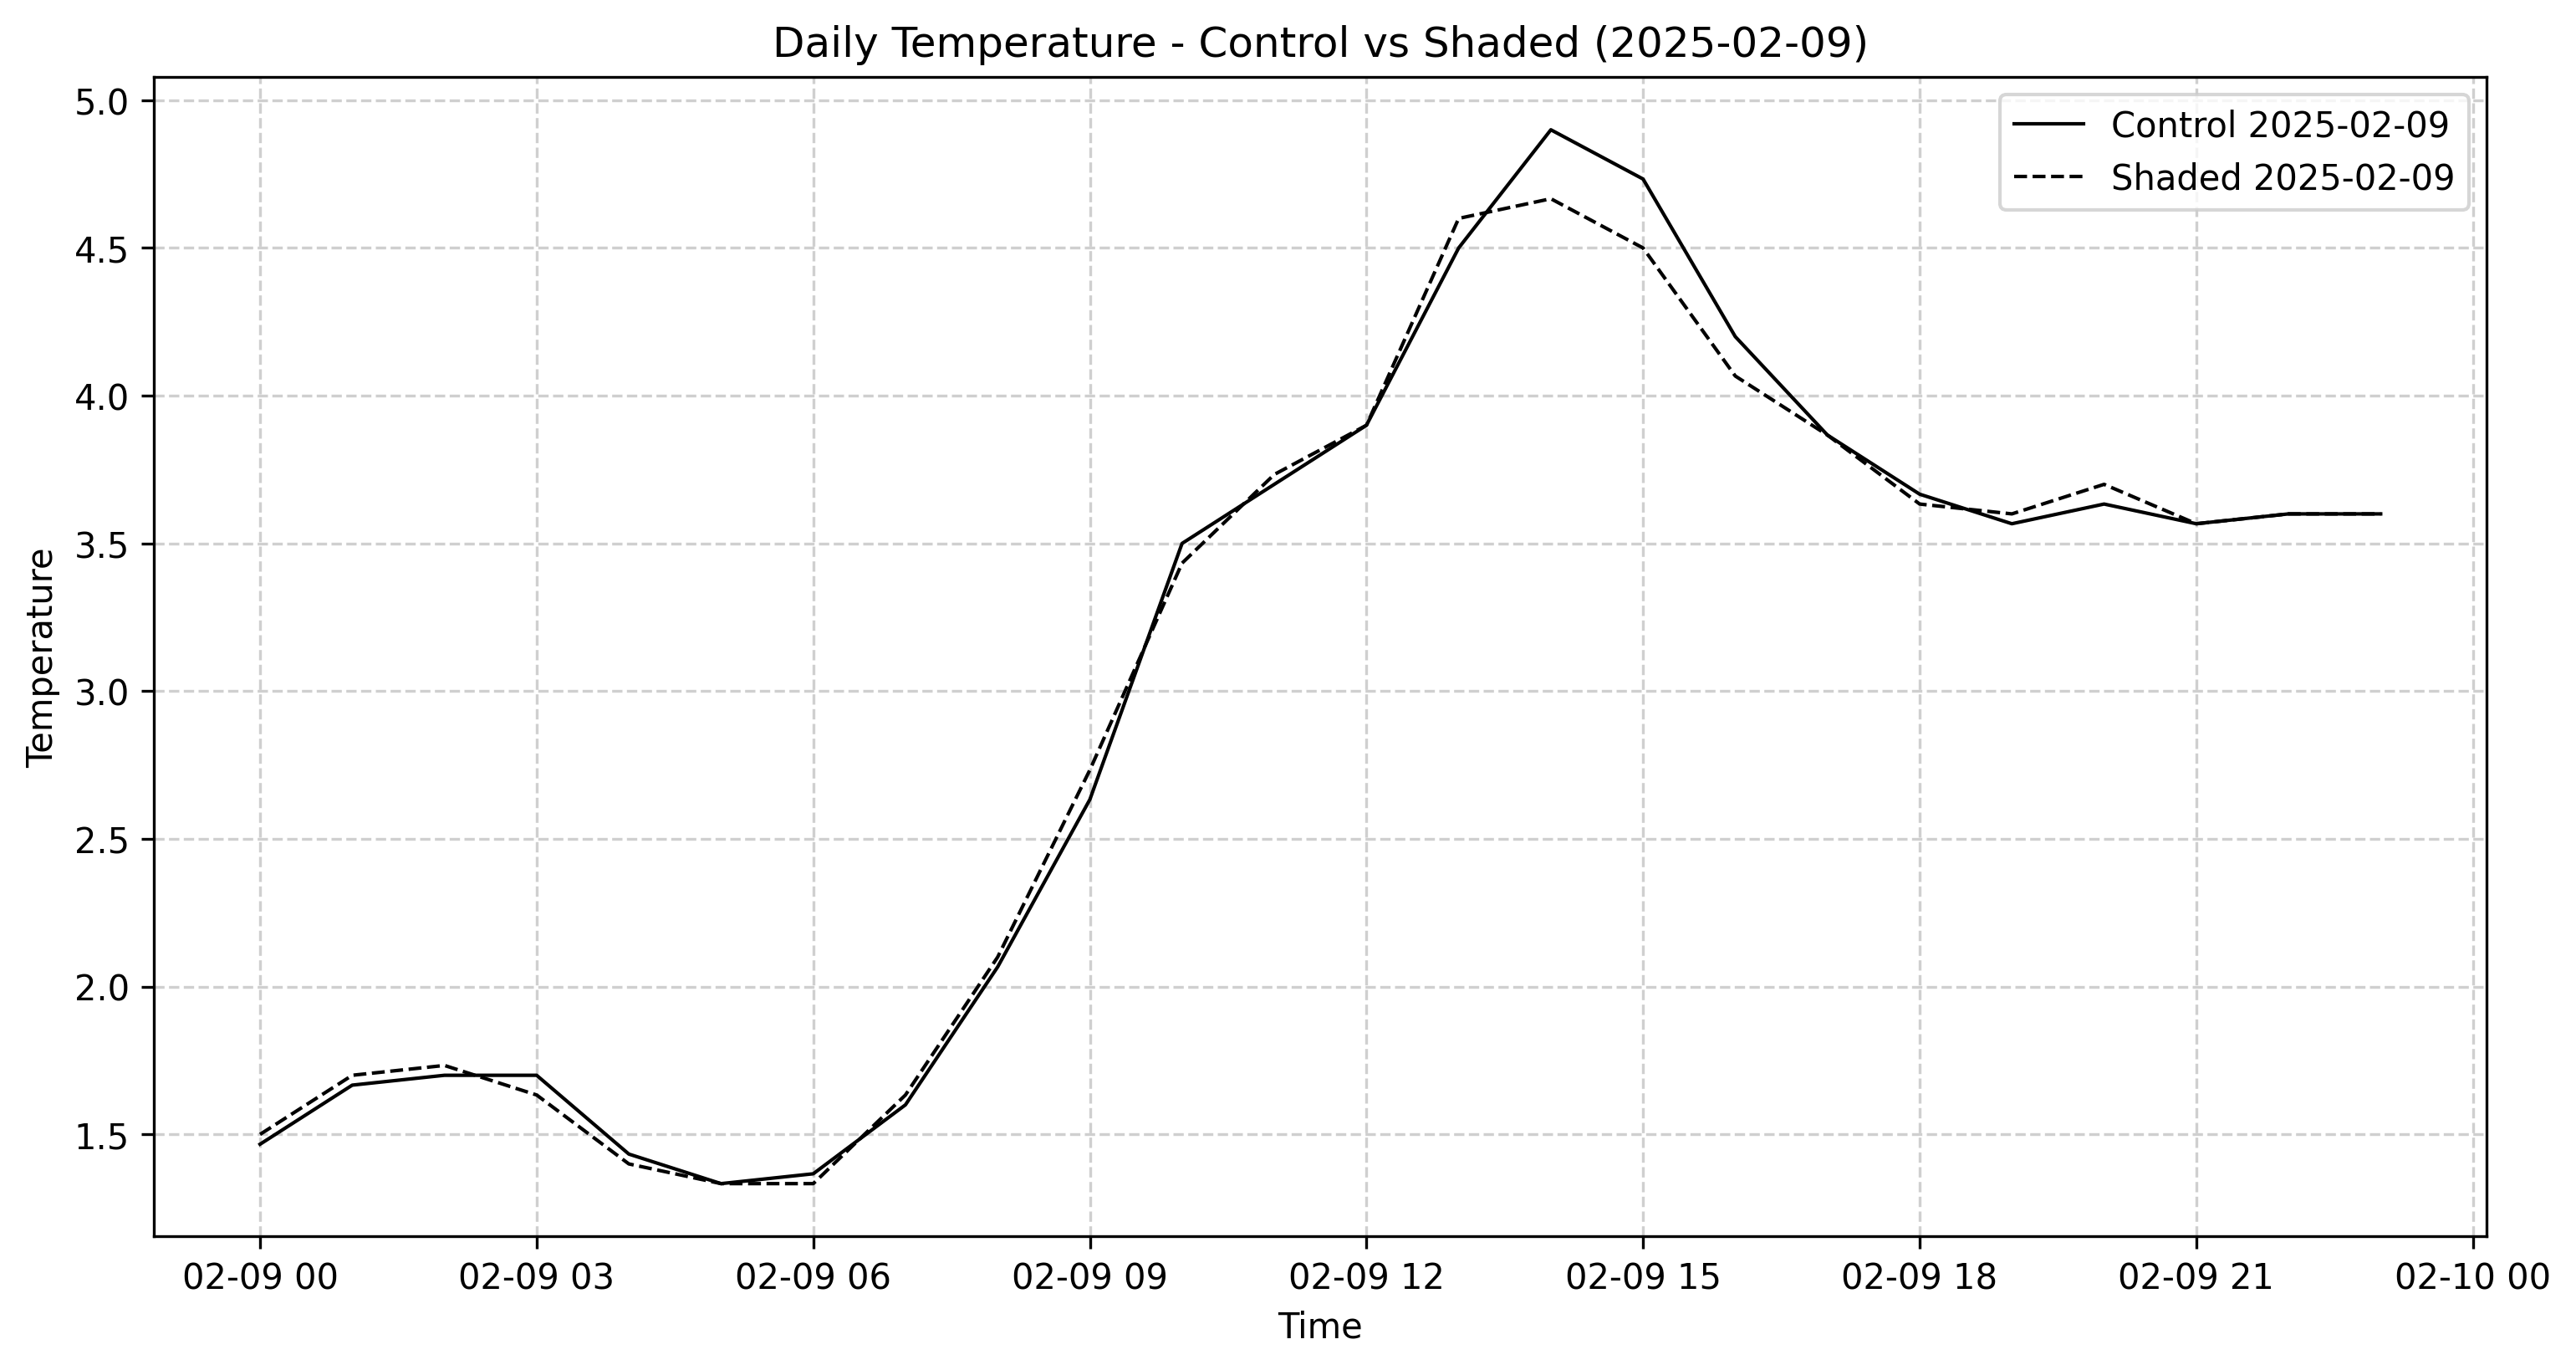 Daily Temperature - Control vs Shaded (2025-02-09)
Control 2025-02-09
Shaded 2025-02-09
Temperature
5.0
4.5
4.0
3.5
3.0
2.5
2.0
1.5
02-09 00 02-09 03 02-09 06 02-09 09 02-09 12 02-09 15 02-09 18 02-09 21 02-10 00
Time